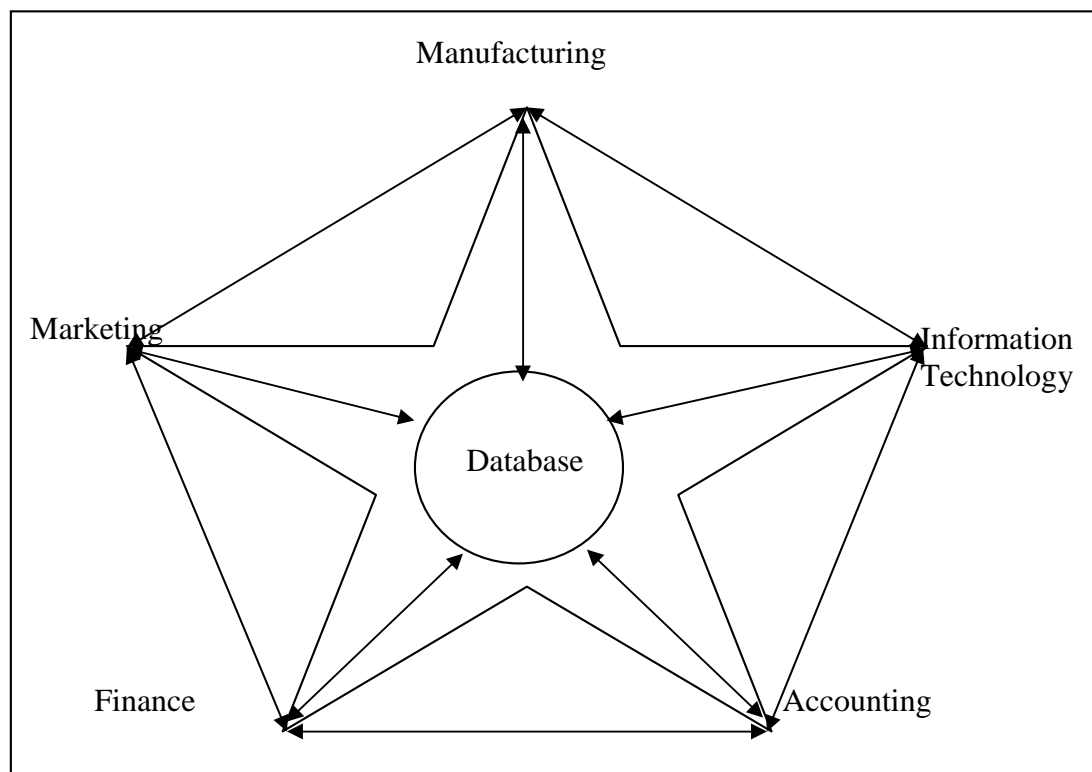 Manufacturing
Marketing
Information
Technology
Database
Finance
Accounting